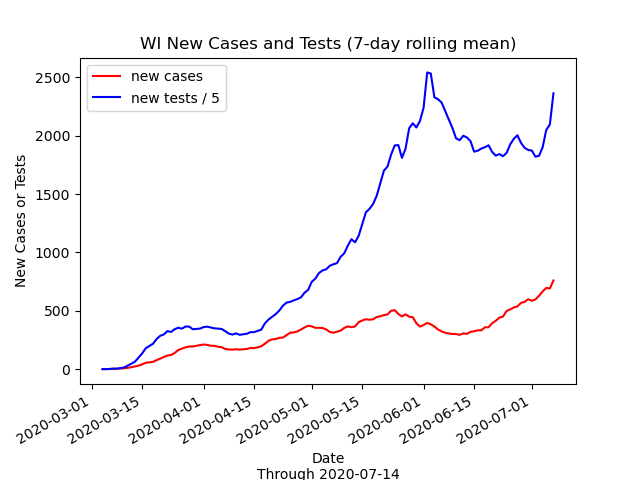 WI New Cases and Tests (7-day rolling mean)
new cases
new tests / 5
New Cases or Tests
2500
2000
1500
1000
500
0
2020-03-01
2020-03-15
2020-04-01
2020-04-15
2020-05-01
2020-05-15
2020-06-01
2020-06-15
2020-07-01
Date
Through 2020-07-14